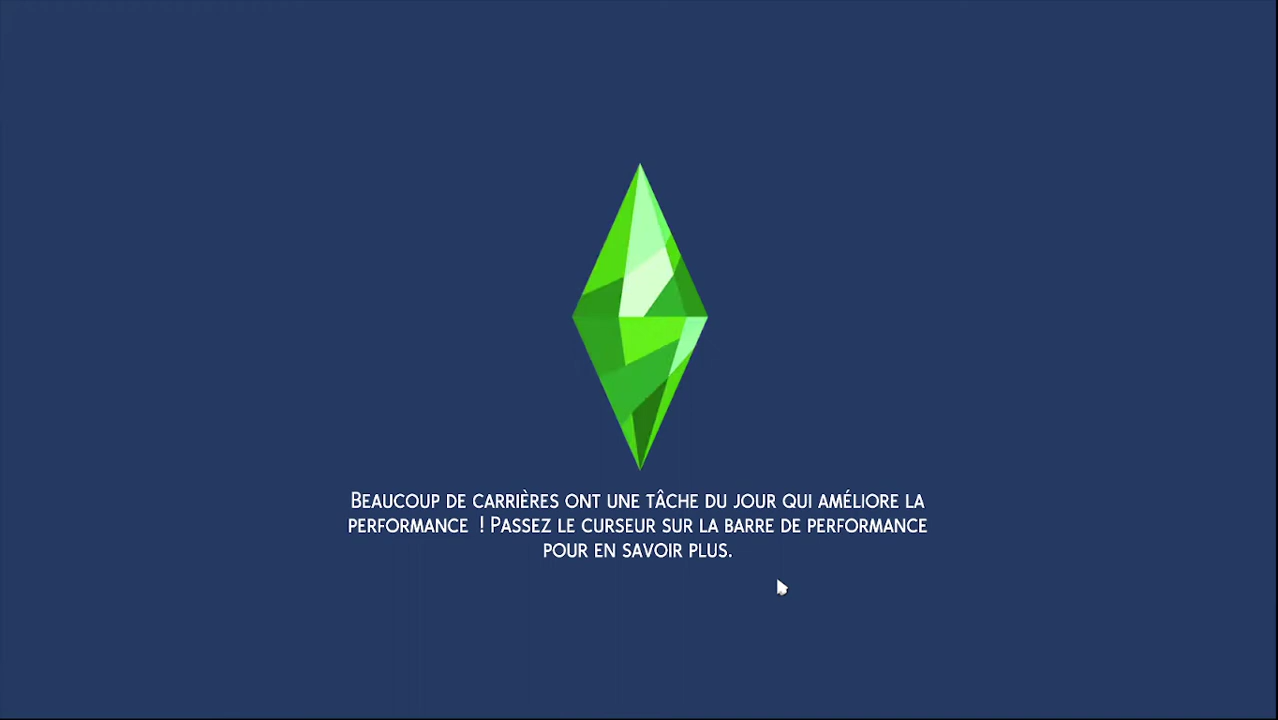 Beaucoup de carrières ont une tâche du jour qui améliore la
performance ! Passez le curseur sur la barre de performance
pour en savoir plus.